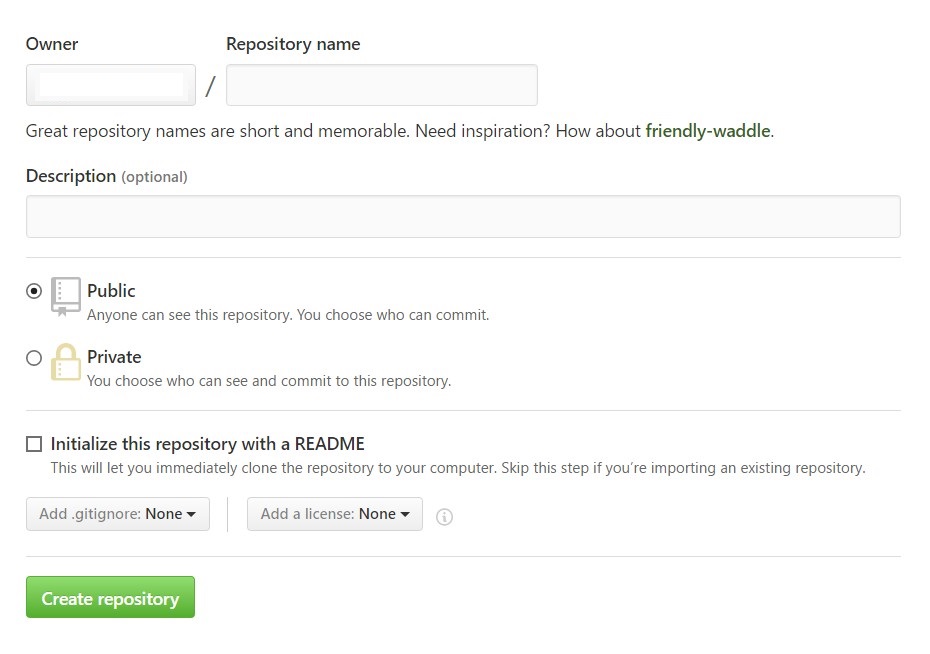 Owner Repository name
/
Great repository names are short and memorable. Need inspiration? How about friendly-waddle.
Description (optional)
Public
Anyone can see this repository. You choose who can commit.
Private
You choose who can see and commit to this repository.
Initialize this repository with a README
This will let you immediately clone the repository to your computer. Skip this step if you’re importing an existing repository.
Add .gitignore: None Add a license: None
Create repository